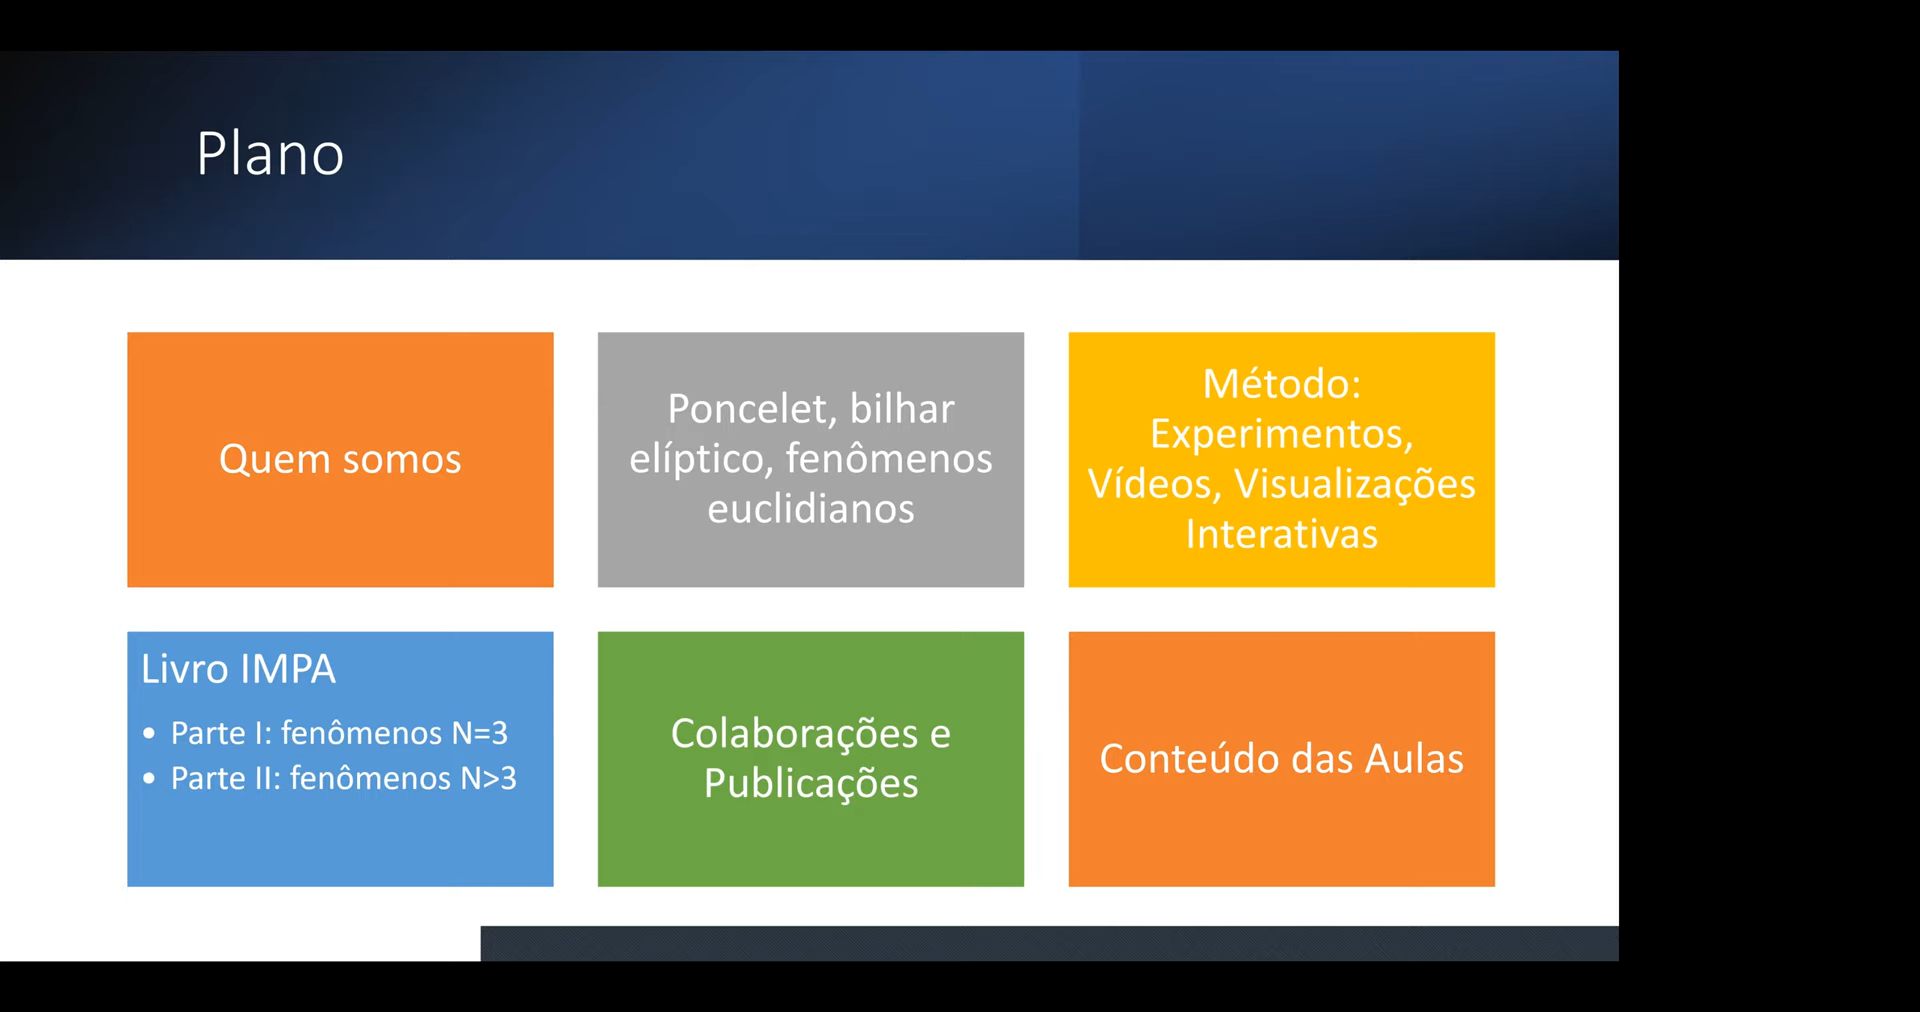 Plano
Quem somos
Poncelet, bilhar
elíptico, fenômenos
euclidianos
Método:
Experimentos,
Vídeos, Visualizações
Interativas
Livro IMPA
• Parte I: fenômenos N=3
• Parte II: fenômenos N>3
Colaborações e
Publicações
Conteúdo das Aulas